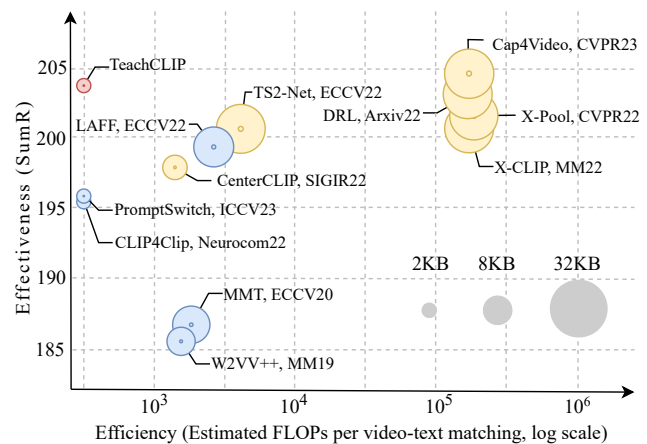 Cap4Video, CVPR23
TeachCLIP
205
TS2-Net, ECCV22
DRL, Arxiv22
X-Pool, CVPR22
LAFF, ECCV22
200
X-CLIP, MM22
CenterCLIP, SIGIR22
195
PromptSwitch, ICCV23
CLIP4Clip, Neurocom22
2KB 8KB 32KB
190
MMT, ECCV20
185
W2VV++, MM19
Effectiveness (SumR)
10³ 10⁴ 10⁵ 10⁶
Efficiency (Estimated FLOPs per video-text matching, log scale)